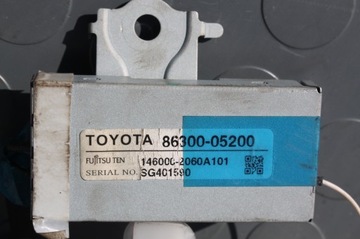 TOYOTA 86300-05200
FUJITSU TEN 146000-2060A101
SERIAL NO. SG401590